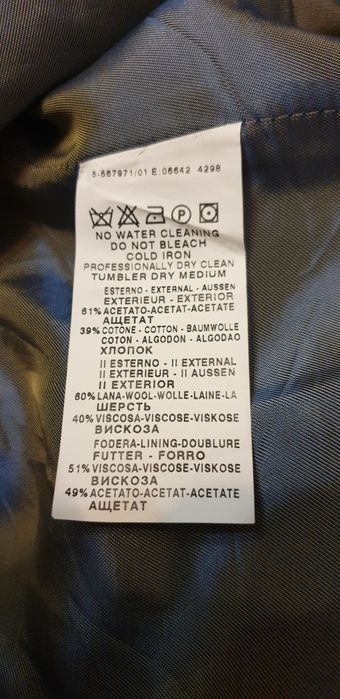 5-567971/01 E:06642 4298
P
NO WATER CLEANING
DO NOT BLEACH
COLD IRON
PROFESSIONALLY DRY CLEAN
TUMBLER DRY MEDIUM
ESTERNO - EXTERNAL - AUSSEN
EXTERIEUR - EXTERIOR
61% ACETATO-ACETAT-ACETATE
АЩЕТАТ
39% COTONE - COTTON - BAUMWOLLE
COTON - ALGODON - ALGODAO
ХЛОПОК
II ESTERNO - II EXTERNAL
II EXTERIEUR - II AUSSEN
II EXTERIOR
60% LANA-WOOL-WOLLE-LAINE-LA
ШЕРСТЬ
40% VISCOSA-VISCOSE-VISKOSE
ВИСКОЗА
FODERA-LINING-DOUBLURE
FUTTER - FORRO
51% VISCOSA-VISCOSE-VISKOSE
ВИСКОЗА
49% ACETATO-ACETAT-ACETATE
АЩЕТАТ